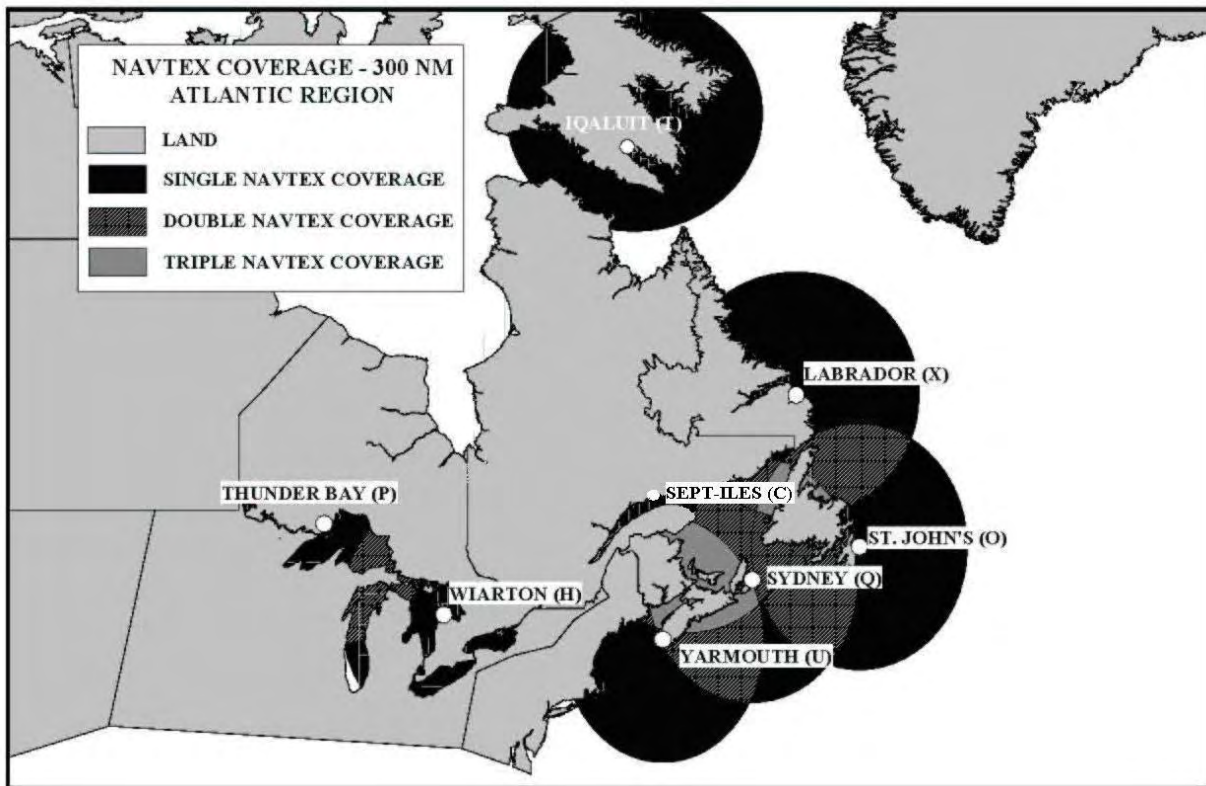 NAVTEX COVERAGE - 300 NM
ATLANTIC REGION
LAND
SINGLE NAVTEX COVERAGE
DOUBLE NAVTEX COVERAGE
TRIPLE NAVTEX COVERAGE
IQALUIT (T)
LABRADOR (X)
THUNDER BAY (P)
SEPT-ILES (C)
ST. JOHN'S (O)
SYDNEY (Q)
WIARTON (H)
YARMOUTH (U)